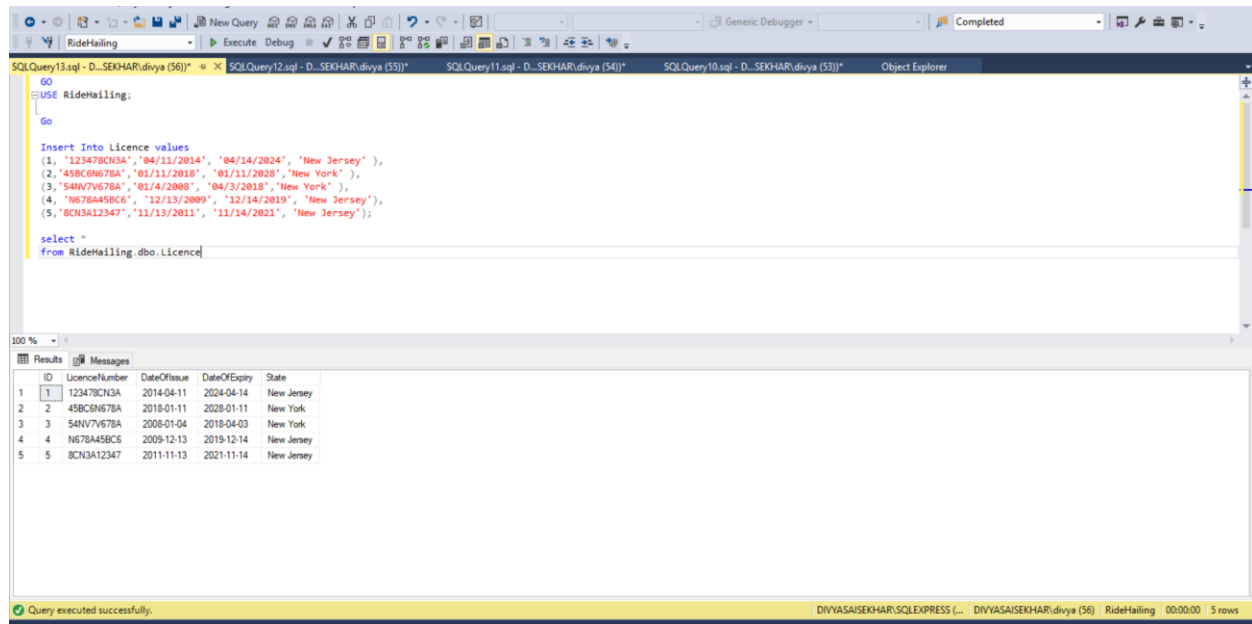 New Query
Generic Debugger
Completed
RideHailing
Execute Debug
SQLQuery13.sql - D...SEKHAR\divya (56))* SQLQuery12.sql - D...SEKHAR\divya (55))* SQLQuery11.sql - D...SEKHAR\divya (54))* SQLQuery10.sql - D...SEKHAR\divya (53))* Object Explorer
GO
USE RideHailing;
Go
Insert Into Licence values
(1, '123478CN3A','04/11/2014', '04/14/2024', 'New Jersey' ),
(2,'45BC6N678A','01/11/2018', '01/11/2028','New York' ),
(3,'54NV7V678A','01/4/2008', '04/3/2018','New York' ),
(4, 'N678A45BC6', '12/13/2009', '12/14/2019', 'New Jersey'),
(5,'8CN3A12347','11/13/2011', '11/14/2021', 'New Jersey');
select *
from RideHailing.dbo.Licence
100 %
Results Messages
ID LicenceNumber DateOfIssue DateOfExpiry State
1 1 123478CN3A 2014-04-11 2024-04-14 New Jersey
2 2 45BC6N678A 2018-01-11 2028-01-11 New York
3 3 54NV7V678A 2008-01-04 2018-04-03 New York
4 4 N678A45BC6 2009-12-13 2019-12-14 New Jersey
5 5 8CN3A12347 2011-11-13 2021-11-14 New Jersey
Query executed successfully. DIVYASAISEKHAR\SQLEXPRESS (... DIVYASAISEKHAR\divya (56) RideHailing 00:00:00 5 rows